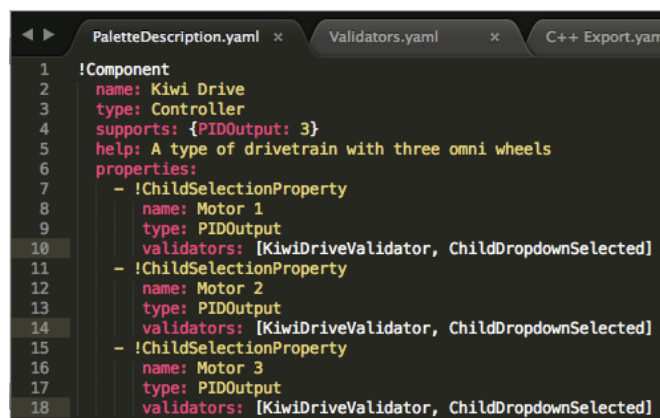 PaletteDescription.yaml × Validators.yaml × C++ Export.yam
1 !Component
2 name: Kiwi Drive
3 type: Controller
4 supports: {PIDOutput: 3}
5 help: A type of drivetrain with three omni wheels
6 properties:
7 - !ChildSelectionProperty
8 name: Motor 1
9 type: PIDOutput
10 validators: [KiwiDriveValidator, ChildDropdownSelected]
11 - !ChildSelectionProperty
12 name: Motor 2
13 type: PIDOutput
14 validators: [KiwiDriveValidator, ChildDropdownSelected]
15 - !ChildSelectionProperty
16 name: Motor 3
17 type: PIDOutput
18 validators: [KiwiDriveValidator, ChildDropdownSelected]